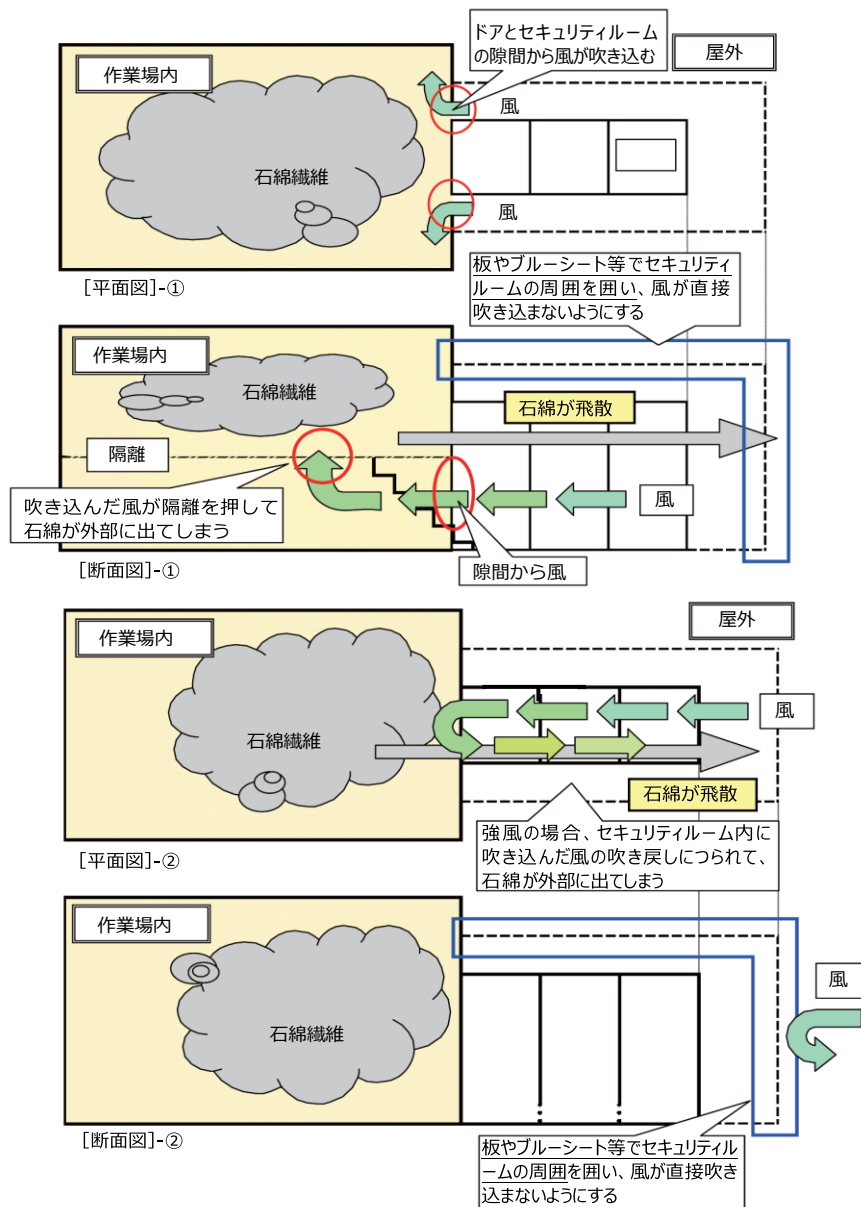 ドアとセキュリティルーム
の隙間から風が吹き込む
屋外
作業場内
風
石綿繊維
風
[平面図]-①
板やブルーシート等でセキュリティ
ルームの周囲を囲い、風が直接
吹き込まないようにする
作業場内
石綿繊維
石綿が飛散
隔離
吹き込んだ風が隔離を押して
石綿が外部に出てしまう
風
隙間から風
[断面図]-①
作業場内
屋外
石綿繊維
風
石綿が飛散
強風の場合、セキュリティルーム内に
吹き込んだ風の吹き戻しにつられて、
石綿が外部に出てしまう
[平面図]-②
作業場内
風
石綿繊維
[断面図]-②
板やブルーシート等でセキュリティル
ームの周囲を囲い、風が直接吹き
込まないようにする